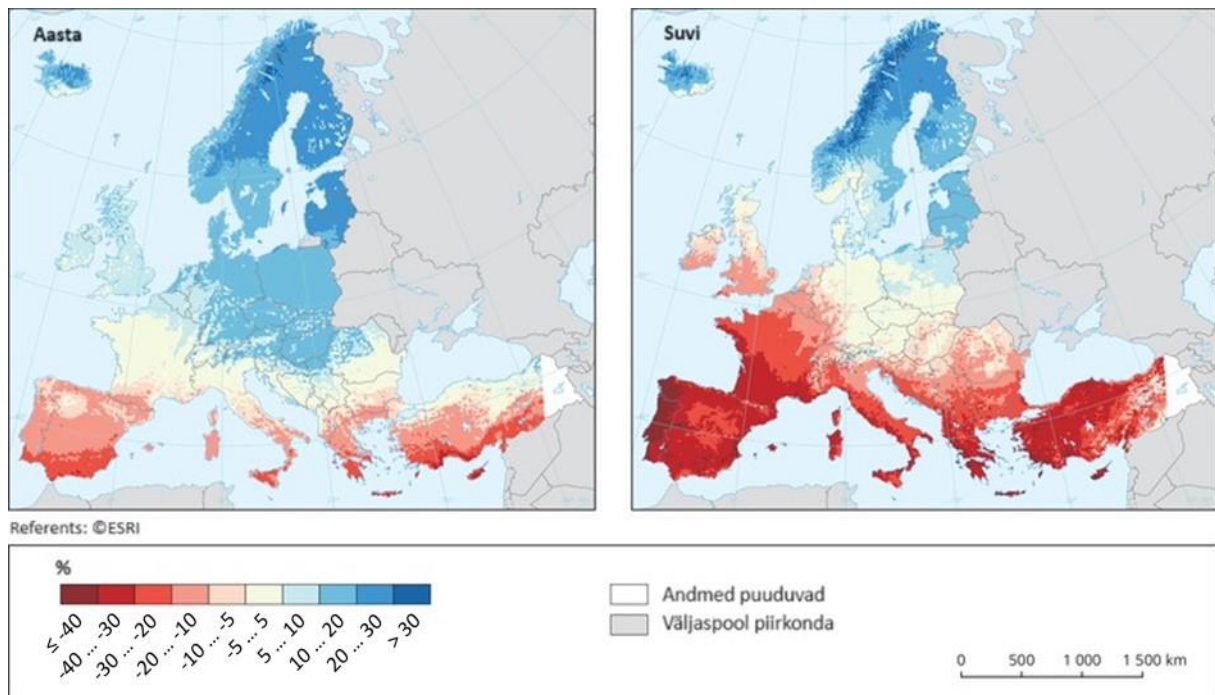 Aasta
Suvi
Referents: ©ESRI
%
≤ -40
-40 ... -30
-30 ... -20
-20 ... -10
-10 ... -5
-5 ... 5
5 ... 10
10 ... 20
20 ... 30
> 30
Andmed puuduvad
Väljaspool piirkonda
0 500 1 000 1 500 km